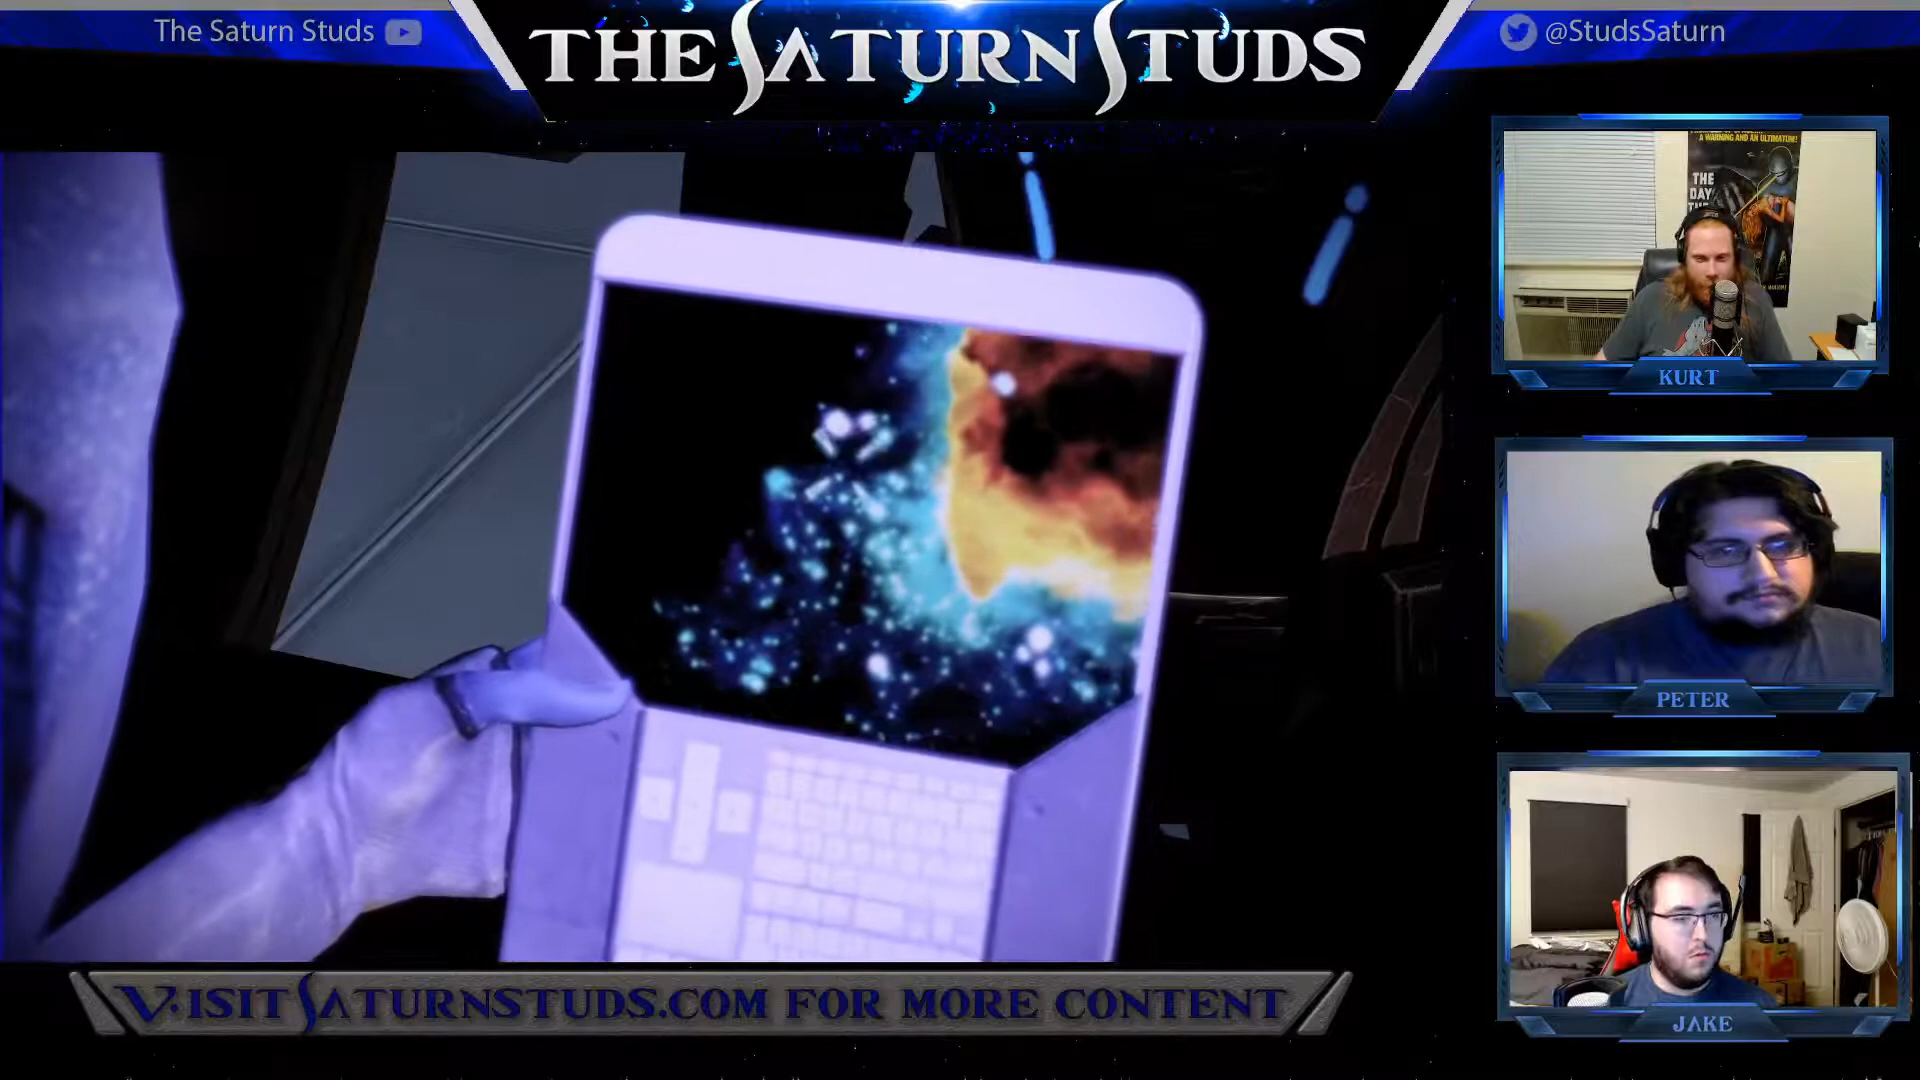 The Saturn Studs
THE SATURN STUDS
@StudsSaturn
A WARNING AND AN ULTIMATUM!
THE
DAY
THE
KURT
PETER
JAKE
VISIT SATURNSTUDS.COM FOR MORE CONTENT